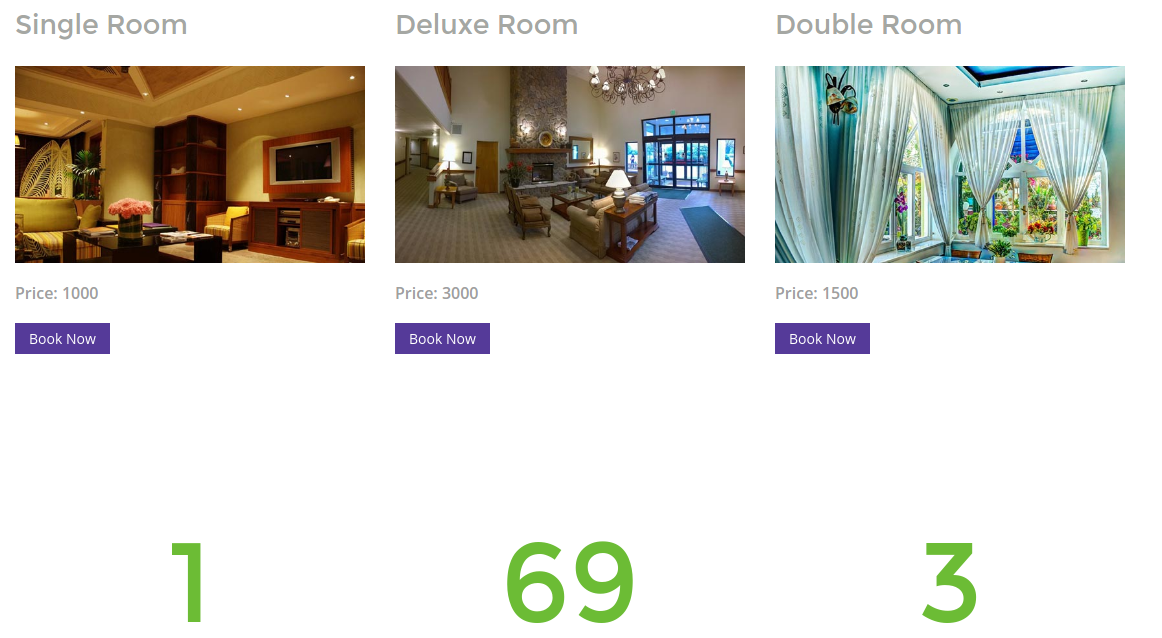 Single Room
Deluxe Room
Double Room
Price: 1000
Price: 3000
Price: 1500
Book Now
Book Now
Book Now
1
69
3